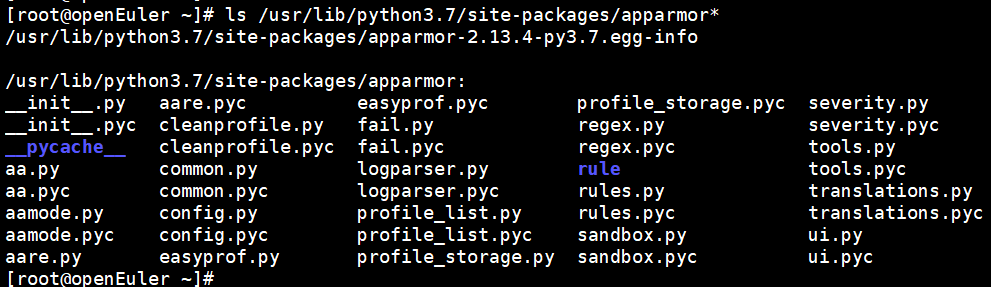 [root@openEuler ~]# ls /usr/lib/python3.7/site-packages/apparmor*
/usr/lib/python3.7/site-packages/apparmor-2.13.4-py3.7.egg-info

/usr/lib/python3.7/site-packages/apparmor:
__init__.py   aare.pyc          easyprof.pyc         profile_storage.pyc  severity.py
__init__.pyc  cleanprofile.py   fail.py              regex.py             severity.pyc
__pycache__   cleanprofile.pyc  fail.pyc             regex.pyc            tools.py
aa.py         common.py         logparser.py         rule                 tools.pyc
aa.pyc        common.pyc        logparser.pyc        rules.py             translations.py
aamode.py     config.py         profile_list.py      rules.pyc            translations.pyc
aamode.pyc    config.pyc        profile_list.pyc     sandbox.py           ui.py
aare.py       easyprof.py       profile_storage.py   sandbox.pyc          ui.pyc
[root@openEuler ~]#